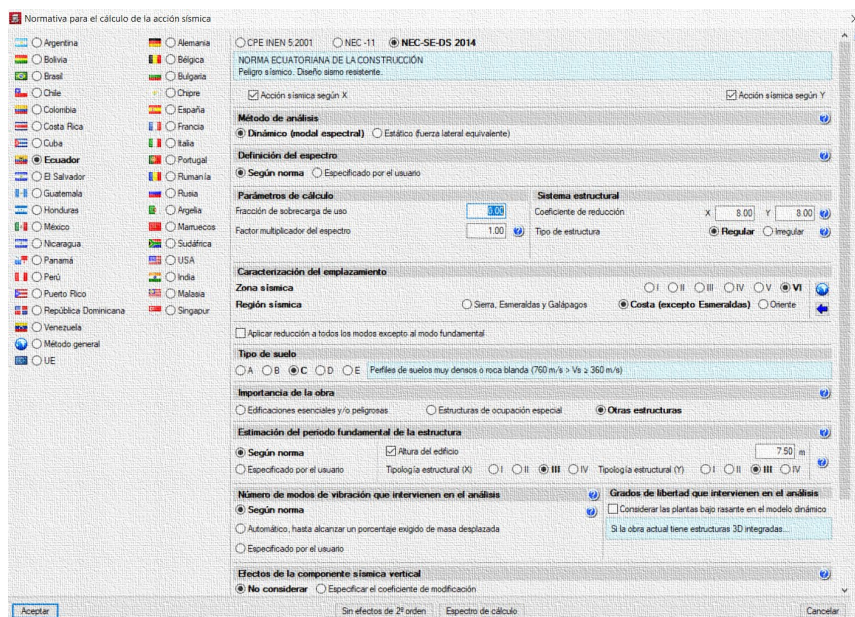 Normativa para el cálculo de la acción sísmica
Argentina
Bolivia
Brasil
Chile
Colombia
Costa Rica
Cuba
Ecuador
El Salvador
Guatemala
Honduras
México
Nicaragua
Panamá
Perú
Puerto Rico
República Dominicana
Venezuela
Método general
UE
Alemania
Bélgica
Bulgaria
Chipre
España
Francia
Italia
Portugal
Rumanía
Rusia
Argelia
Marruecos
Sudáfrica
USA
India
Malasia
Singapur
CPE INEN 5:2001 NEC-11 NEC-SE-DS 2014
NORMA ECUATORIANA DE LA CONSTRUCCIÓN
Peligro sísmico. Diseño sismo resistente.
Acción sísmica según X Acción sísmica según Y
Método de análisis
Dinámico (modal espectral) Estático (fuerza lateral equivalente)
Definición del espectro
Según norma Especificado por el usuario
Parámetros de cálculo
Fracción de sobrecarga de uso 0.00
Factor multiplicador del espectro 1.00
Sistema estructural
Coeficiente de reducción X 8.00 Y 8.00
Tipo de estructura Regular Irregular
Caracterización del emplazamiento
Zona sísmica I II III IV V VI
Región sísmica Sierra, Esmeraldas y Galápagos Costa (excepto Esmeraldas) Oriente
Aplicar reducción a todos los modos excepto al modo fundamental
Tipo de suelo
A B C D E Perfiles de suelos muy densos o roca blanda (760 m/s > Vs ≥ 360 m/s)
Importancia de la obra
Edificaciones esenciales y/o peligrosas Estructuras de ocupación especial Otras estructuras
Estimación del periodo fundamental de la estructura
Según norma Altura del edificio 7.50 m
Especificado por el usuario Tipología estructural (X) I II III IV Tipología estructural (Y) I II III IV
Número de modos de vibración que intervienen en el análisis
Según norma
Automático, hasta alcanzar un porcentaje exigido de masa desplazada
Especificado por el usuario
Grados de libertad que intervienen en el análisis
Considerar las plantas bajo rasante en el modelo dinámico
Si la obra actual tiene estructuras 3D integradas...
Efectos de la componente sísmica vertical
No considerar Especificar el coeficiente de modificación
Aceptar Sin efectos de 2º orden Espectro de cálculo Cancelar